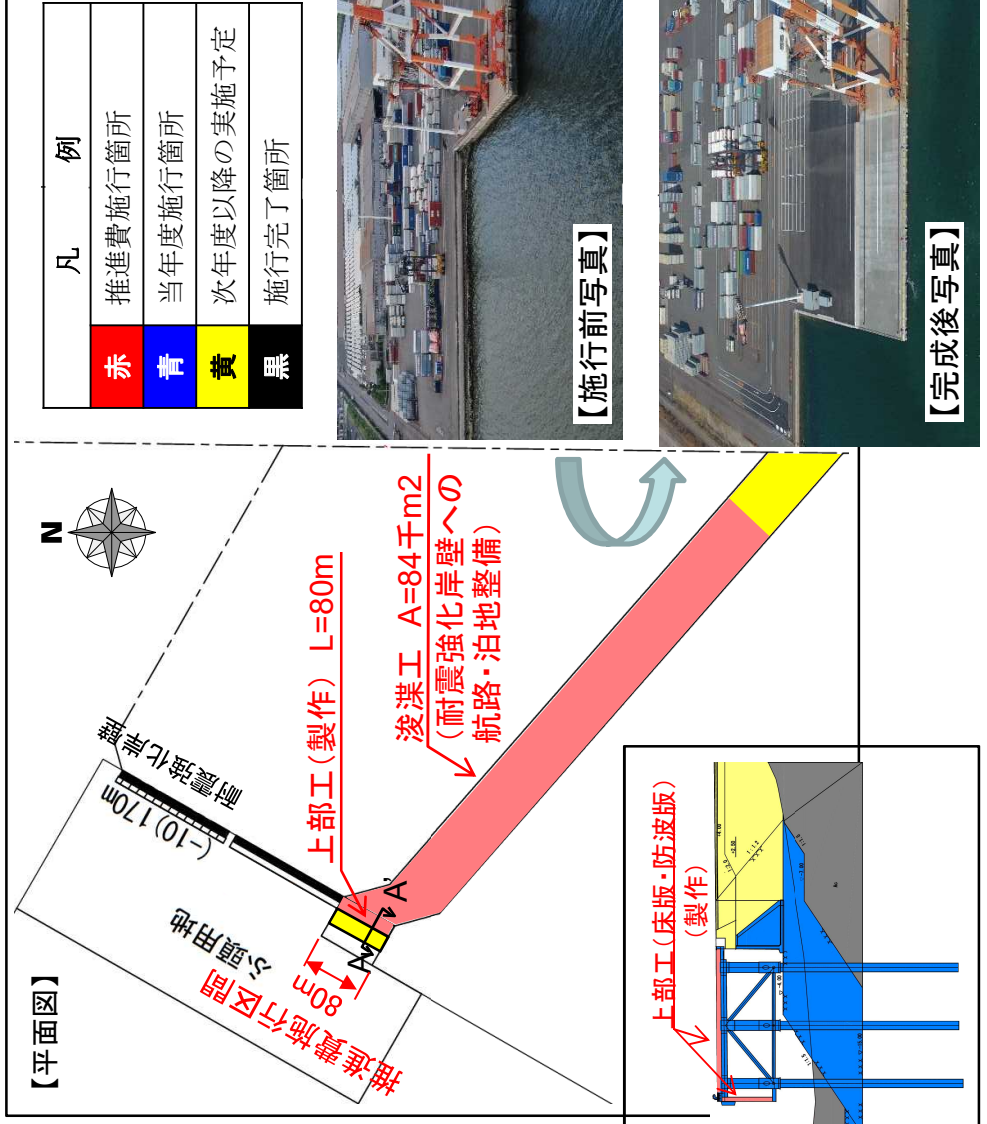 【平面図】
N
ふ頭用地
(-10)170m
耐震強化岸壁
推進費施行区間
80m
A
A'
上部工(製作) L=80m
浚渫工 A=84千m2
(耐震強化岸壁への
航路・泊地整備)
凡 例
赤 推進費施行箇所
青 当年度施行箇所
黄 次年度以降の実施予定
黒 施行完了箇所
【施行前写真】
【完成後写真】
上部工(床版・防波版)
(製作)